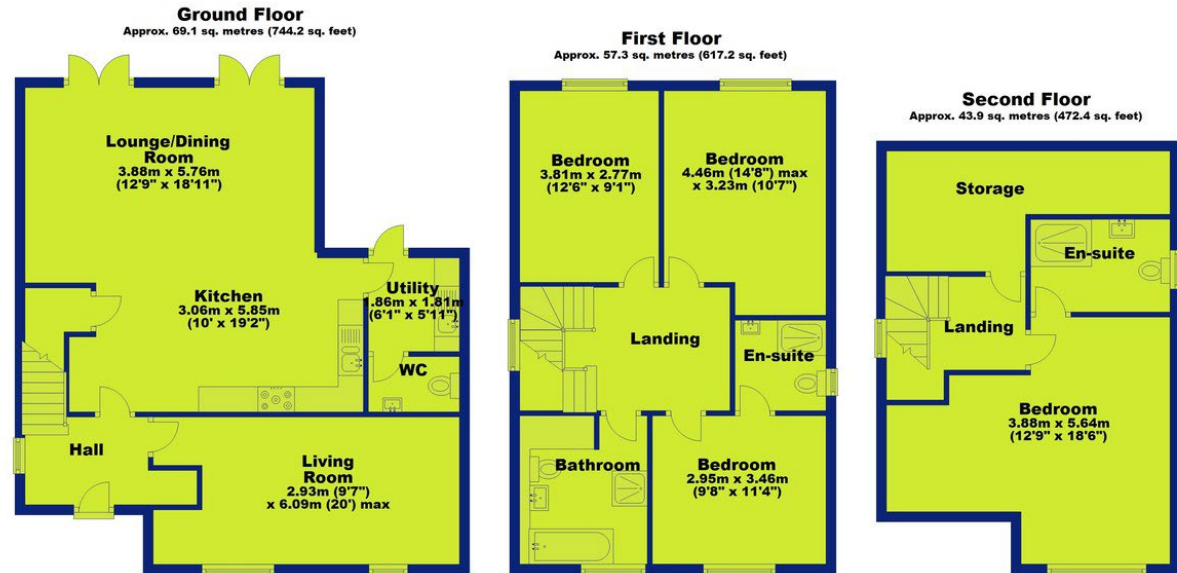 Ground Floor
Approx. 69.1 sq. metres (744.2 sq. feet)
Lounge/Dining
Room
3.88m x 5.76m
(12'9" x 18'11")
Kitchen
3.06m x 5.85m
(10' x 19'2")
Utility
1.86m x 1.81m
(6'1" x 5'11")
WC
Hall
Living
Room
2.93m (9'7")
x 6.09m (20') max
First Floor
Approx. 57.3 sq. metres (617.2 sq. feet)
Bedroom
3.81m x 2.77m
(12'6" x 9'1")
Bedroom
4.46m (14'8") max
x 3.23m (10'7")
Landing
En-suite
Bathroom
Bedroom
2.95m x 3.46m
(9'8" x 11'4")
Second Floor
Approx. 43.9 sq. metres (472.4 sq. feet)
Storage
En-suite
Landing
Bedroom
3.88m x 5.64m
(12'9" x 18'6")